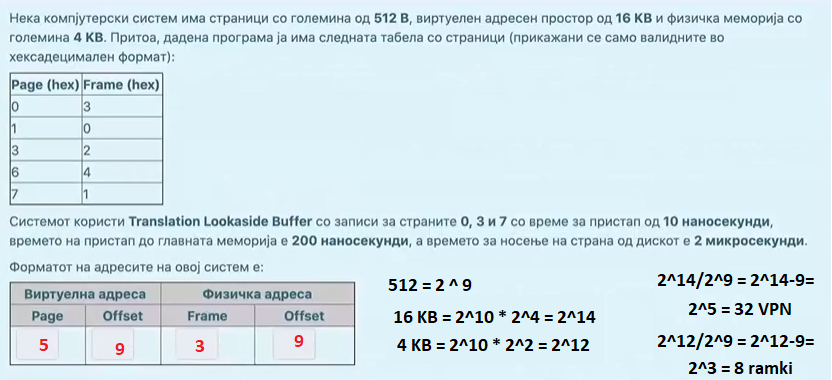 Нека компјутерски систем има страници со големина од 512 B, виртуелен адресен простор од 16 KB и физичка меморија со
големина 4 KB. Притоа, дадена програма ја има следната табела со страници (прикажани се само валидните во
хексадецимален формат):
Page (hex) Frame (hex)
0 3
1 0
3 2
6 4
7 1
Системот користи Translation Lookaside Buffer со записи за страните 0, 3 и 7 со време за пристап од 10 наносекунди,
времето на пристап до главната меморија е 200 наносекунди, а времето за носење на страна од дискот е 2 микросекунди.
Форматот на адресите на овој систем е:
Виртуелна адреса Физичка адреса
Page Offset Frame Offset
5 9 3 9
512 = 2 ^ 9
16 KB = 2^10 * 2^4 = 2^14
4 KB = 2^10 * 2^2 = 2^12
2^14/2^9 = 2^14-9=
2^5 = 32 VPN
2^12/2^9 = 2^12-9=
2^3 = 8 ramki